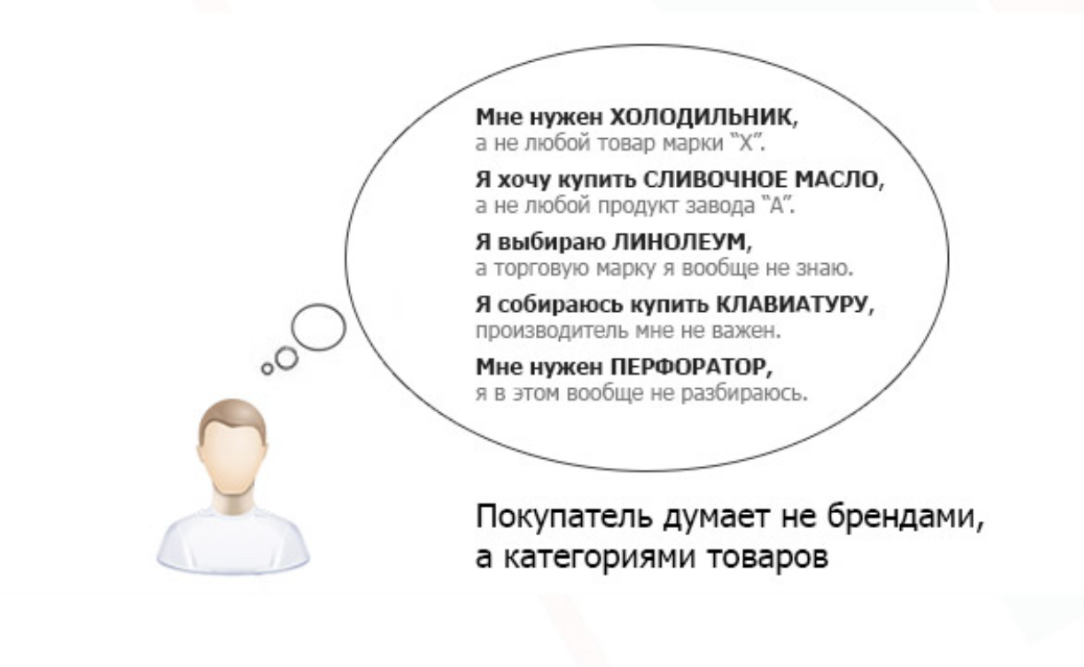 Мне нужен ХОЛОДИЛЬНИК,
а не любой товар марки “X”.
Я хочу купить СЛИВОЧНОЕ МАСЛО,
а не любой продукт завода “А”.
Я выбираю ЛИНОЛЕУМ,
а торговую марку я вообще не знаю.
Я собираюсь купить КЛАВИАТУРУ,
производитель мне не важен.
Мне нужен ПЕРФОРАТОР,
я в этом вообще не разбираюсь.
Покупатель думает не брендами,
а категориями товаров